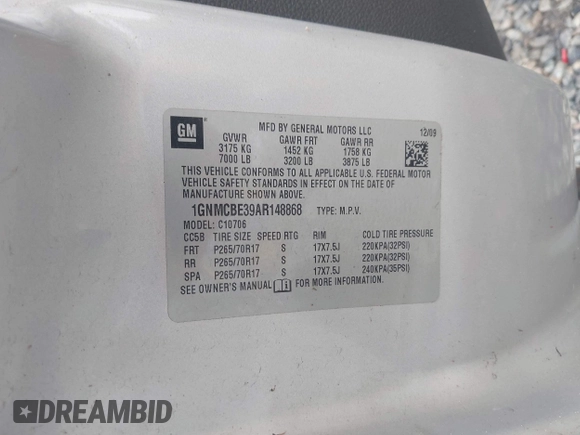 GM
MFD BY GENERAL MOTORS LLC 12/09
GVWR GAWR FRT GAWR RR
3175 KG 1452 KG 1758 KG
7000 LB 3200 LB 3875 LB
THIS VEHICLE CONFORMS TO ALL APPLICABLE U.S. FEDERAL MOTOR
VEHICLE SAFETY STANDARDS IN EFFECT ON THE DATE OF
MANUFACTURE SHOWN ABOVE.
1GNMCBE39AR148868 TYPE: M.P.V.
MODEL: C10706
CC5B TIRE SIZE SPEED RTG RIM COLD TIRE PRESSURE
FRT P265/70R17 S 17X7.5J 220KPA(32PSI)
RR P265/70R17 S 17X7.5J 220KPA(32PSI)
SPA P265/70R17 S 17X7.5J 240KPA(35PSI)
SEE OWNER'S MANUAL FOR MORE INFORMATION.
DREAMBID